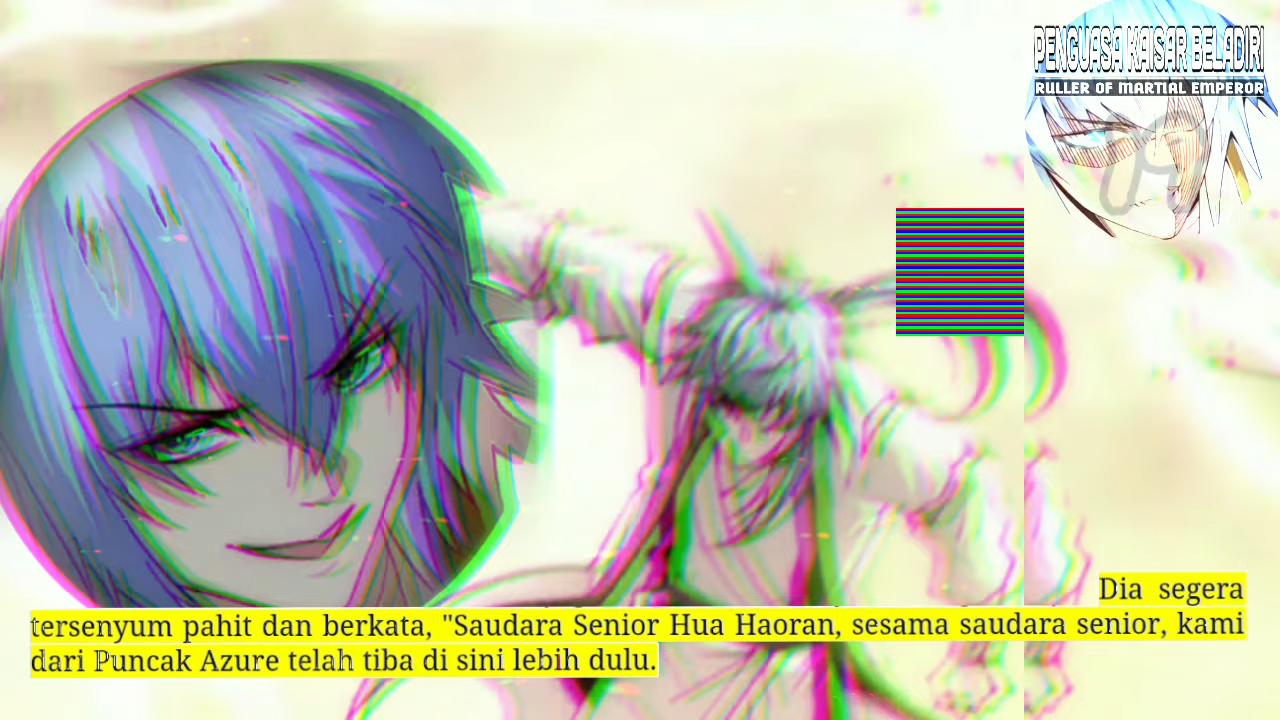 PENGUASA KAISAR BELADIRI
RULLER OF MARTIAL EMPEROR
Dia segera
tersenyum pahit dan berkata, "Saudara Senior Hua Haoran, sesama saudara senior, kami
dari Puncak Azure telah tiba di sini lebih dulu.